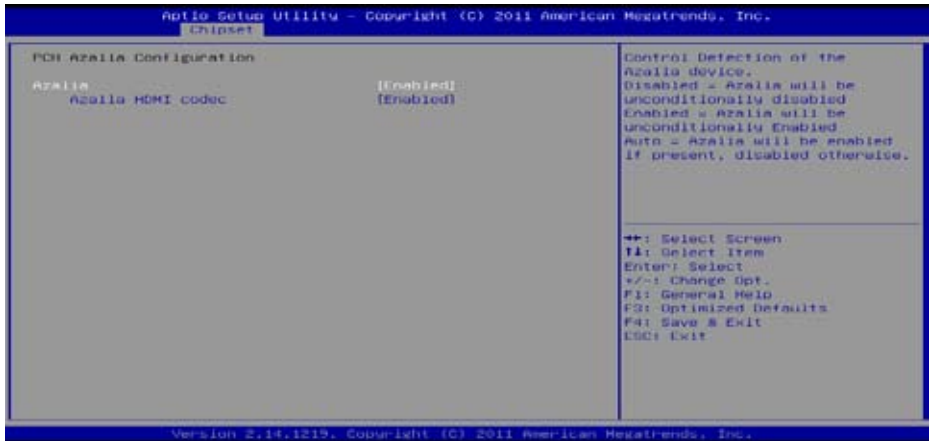 Aptio Setup Utility – Copyright (C) 2011 American Megatrends, Inc.
Chipset
PCH Azalia Configuration
Azalia [Enabled]
Azalia HDMI codec [Enabled]
Control Detection of the
Azalia device.
Disabled = Azalia will be
unconditionally disabled
Enabled = Azalia will be
unconditionally Enabled
Auto = Azalia will be enabled
if present, disabled otherwise.
→←: Select Screen
↑↓: Select Item
Enter: Select
+/-: Change Opt.
F1: General Help
F3: Optimized Defaults
F4: Save & Exit
ESC: Exit
Version 2.14.1219. Copyright (C) 2011 American Megatrends, Inc.